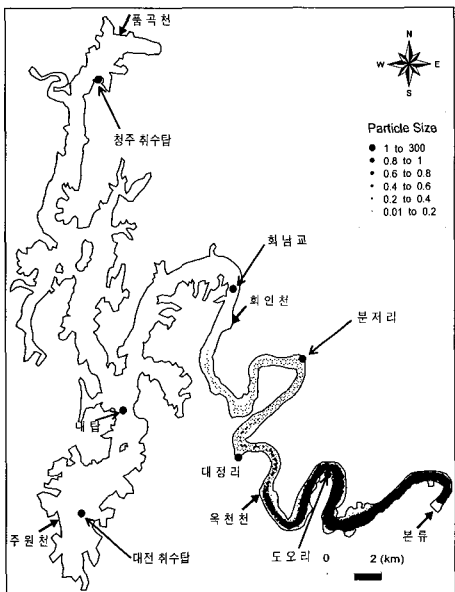 품곡천
N
W E
S
청주 취수탑
Particle Size
1 to 300
0.8 to 1
0.6 to 0.8
0.4 to 0.6
0.2 to 0.4
0.01 to 0.2
회남교
회인천
분저리
대정리
옥천천
본류
주원천
대전 취수탑
도오리
0 2 (km)